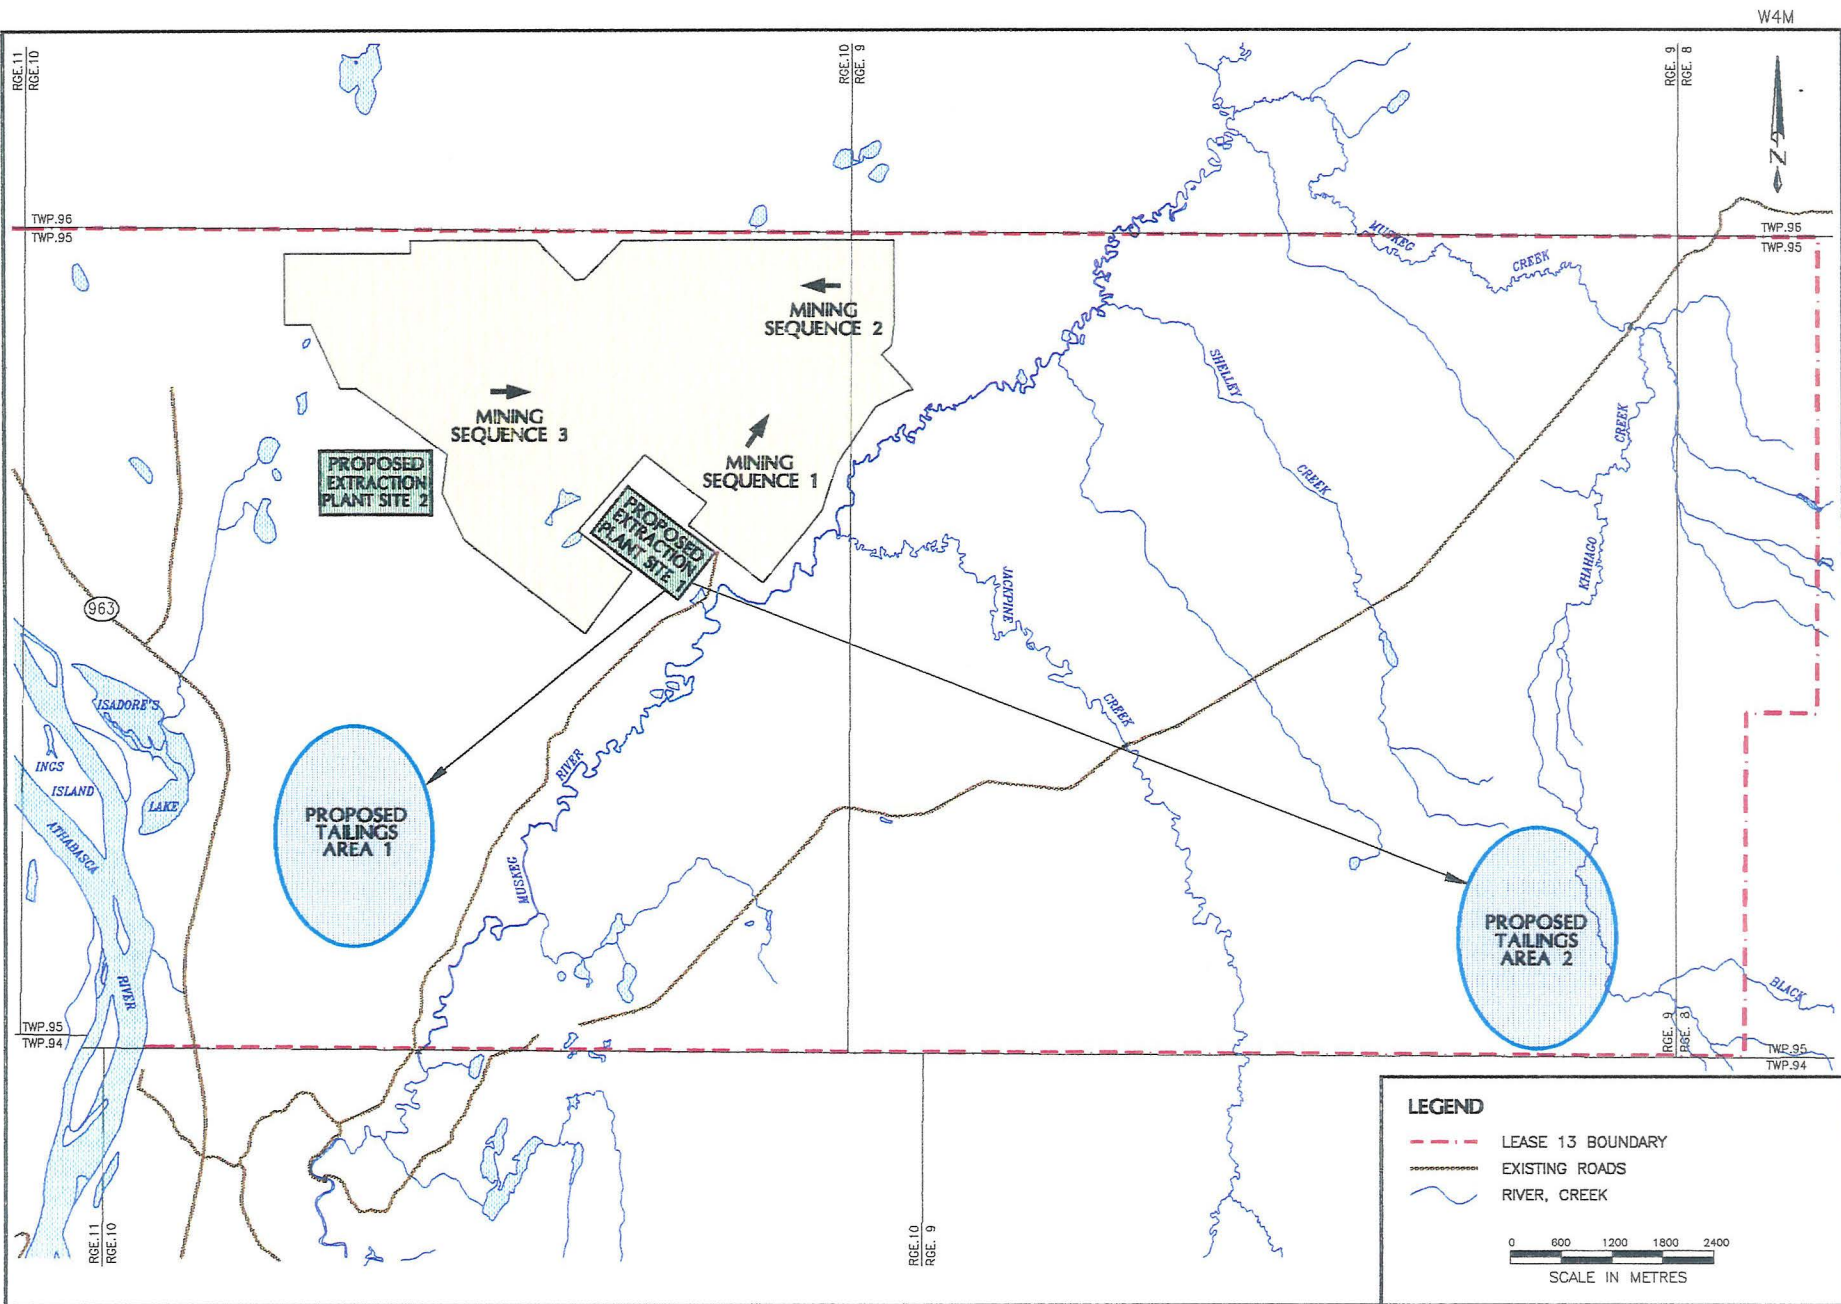 W4M
RGE.11
RGE.10
RGE.10
RGE. 9
RGE. 9
RGE. 8
N
TWP.96
TWP.95
TWP.96
TWP.95
MUSKEG
CREEK
MINING
SEQUENCE 2
MINING
SEQUENCE 3
MINING
SEQUENCE 1
SHELLEY
CREEK
KHAHAGO
CREEK
PROPOSED
EXTRACTION
PLANT SITE 2
PROPOSED
EXTRACTION
PLANT SITE 1
963
JACKPINE
CREEK
ISADORE'S
LAKE
INGS
ISLAND
ATHABASCA
RIVER
MUSKEG
RIVER
PROPOSED
TAILINGS
AREA 1
PROPOSED
TAILINGS
AREA 2
BLACK
RGE. 9
RGE. 8
TWP.95
TWP.94
TWP.95
TWP.94
RGE.11
RGE.10
RGE.10
RGE. 9
LEGEND
LEASE 13 BOUNDARY
EXISTING ROADS
RIVER, CREEK
0 600 1200 1800 2400
SCALE IN METRES